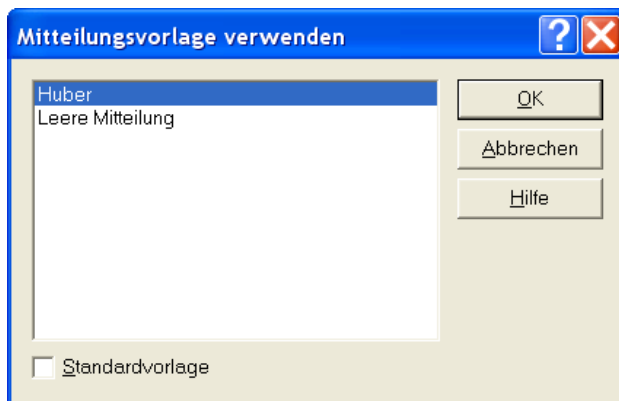 Mitteilungsvorlage verwenden
Huber
Leere Mitteilung
OK
Abbrechen
Hilfe
Standardvorlage